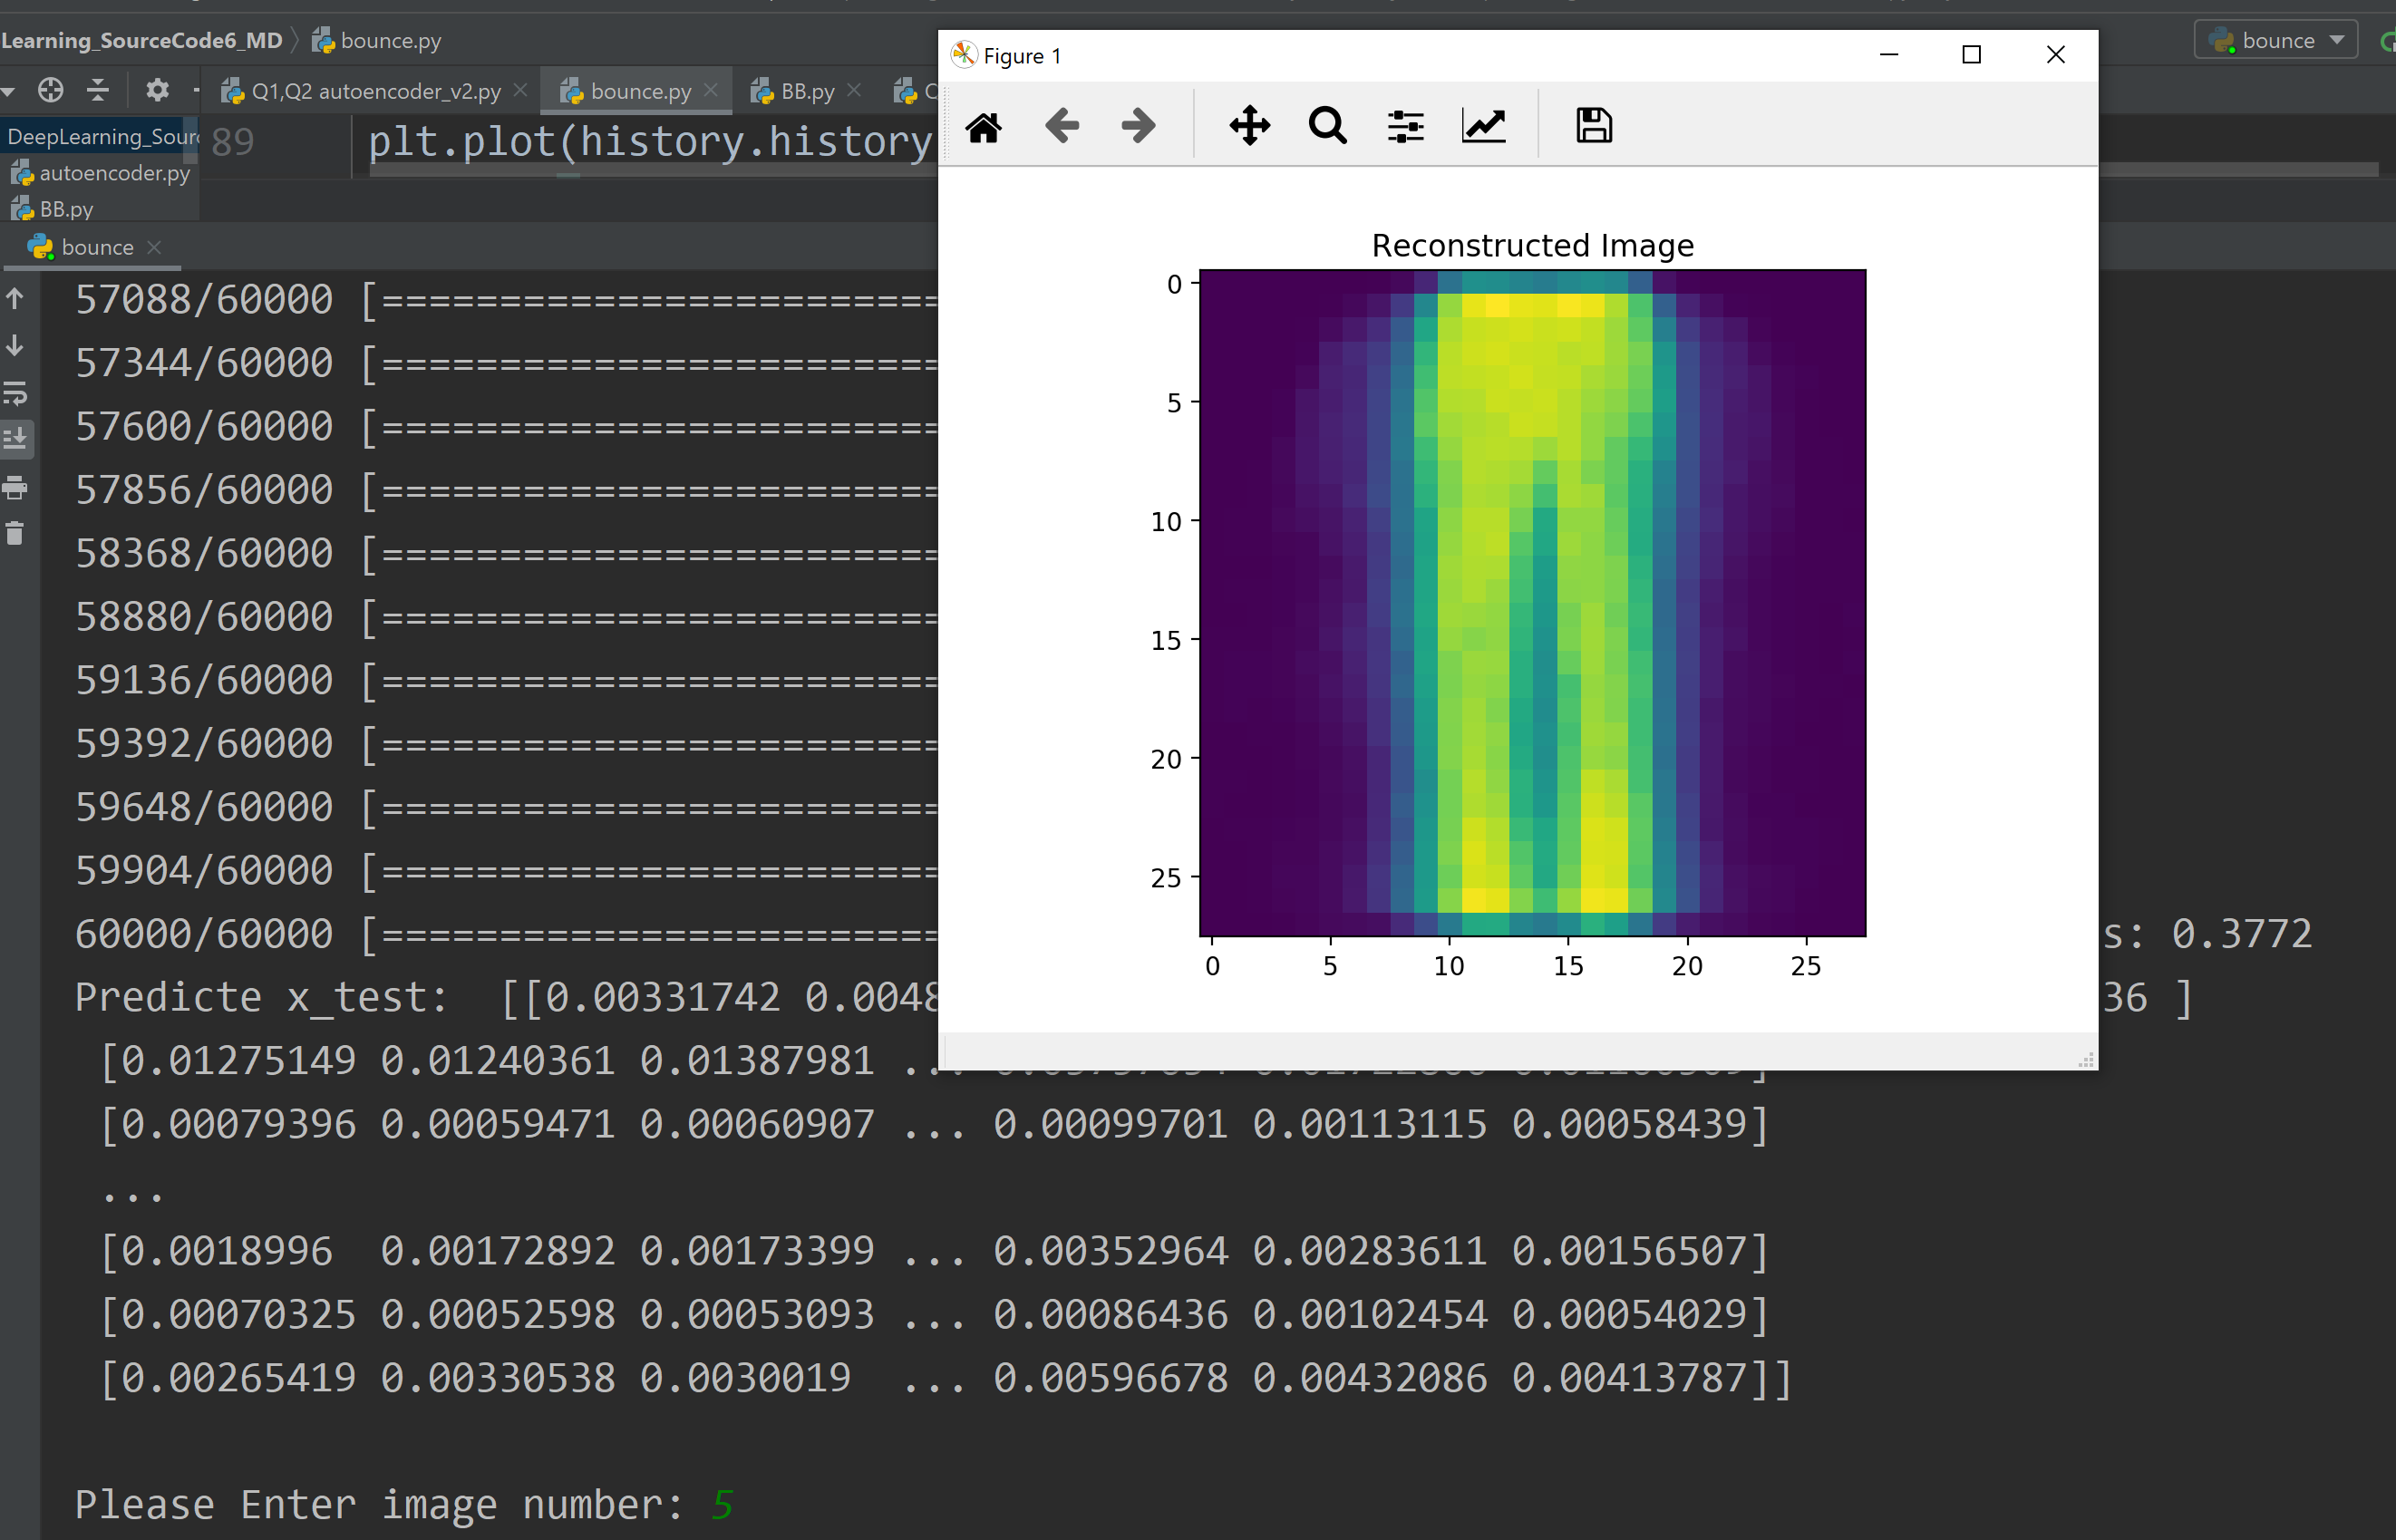 Learning_SourceCode6_MD bounce.py
bounce
Q1,Q2 autoencoder_v2.py bounce.py BB.py
DeepLearning_Sour
89 plt.plot(history.history
autoencoder.py
BB.py
bounce
57088/60000 [========================
57344/60000 [========================
57600/60000 [========================
57856/60000 [========================
58368/60000 [========================
58880/60000 [========================
59136/60000 [========================
59392/60000 [========================
59648/60000 [========================
59904/60000 [========================
60000/60000 [======================== s: 0.3772
Predicte x_test:  [[0.00331742 0.0048 36 ]
[0.01275149 0.01240361 0.01387981 ...
[0.00079396 0.00059471 0.00060907 ... 0.00099701 0.00113115 0.00058439]
...
[0.0018996  0.00172892 0.00173399 ... 0.00352964 0.00283611 0.00156507]
[0.00070325 0.00052598 0.00053093 ... 0.00086436 0.00102454 0.00054029]
[0.00265419 0.00330538 0.0030019  ... 0.00596678 0.00432086 0.00413787]]
Please Enter image number: 5
Figure 1
Reconstructed Image
0
5
10
15
20
25
0 5 10 15 20 25